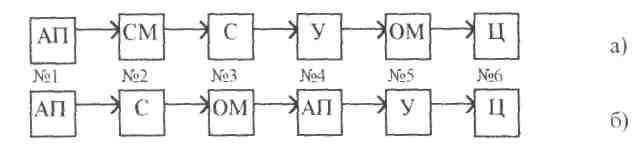 АП СМ С У ОМ Ц а)
№1 №2 №3 №4 №5 №6
АП С ОМ АП У Ц б)